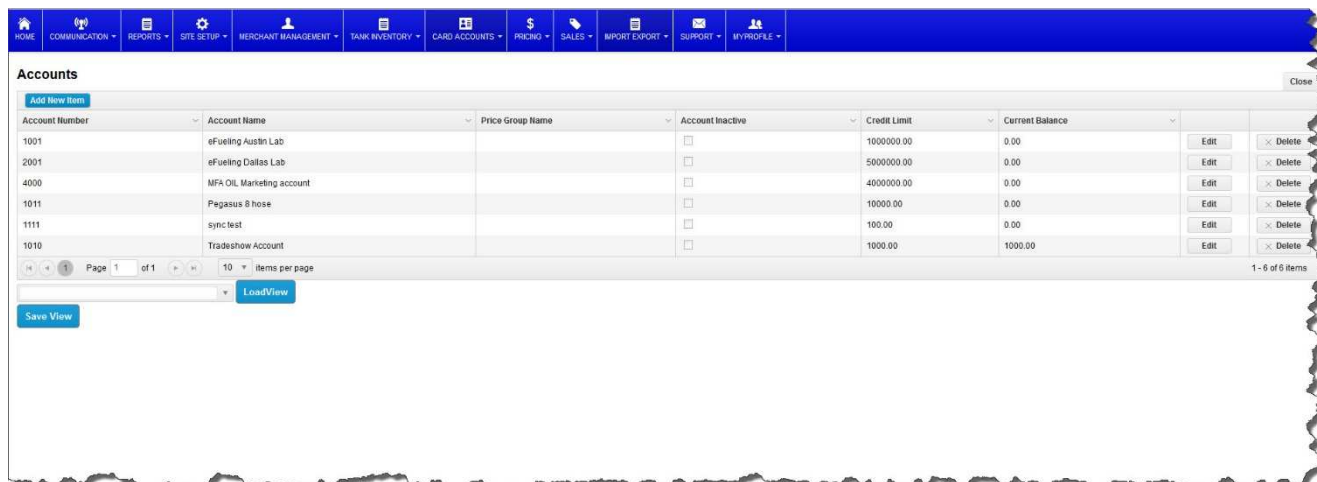 HOME COMMUNICATION REPORTS SITE SETUP MERCHANT MANAGEMENT TANK INVENTORY CARD ACCOUNTS PRICING SALES IMPORT EXPORT SUPPORT MYPROFILE
Accounts
Close
Add New Item
Account Number Account Name Price Group Name Account Inactive Credit Limit Current Balance
1001 eFueling Austin Lab 1000000.00 0.00 Edit × Delete
2001 eFueling Dallas Lab 5000000.00 0.00 Edit × Delete
4000 MFA OIL Marketing account 4000000.00 0.00 Edit × Delete
1011 Pegasus 8 hose 10000.00 0.00 Edit × Delete
1111 sync test 100.00 0.00 Edit × Delete
1010 Tradeshow Account 1000.00 1000.00 Edit × Delete
1 Page 1 of 1 10 items per page 1 - 6 of 6 items
LoadView
Save View